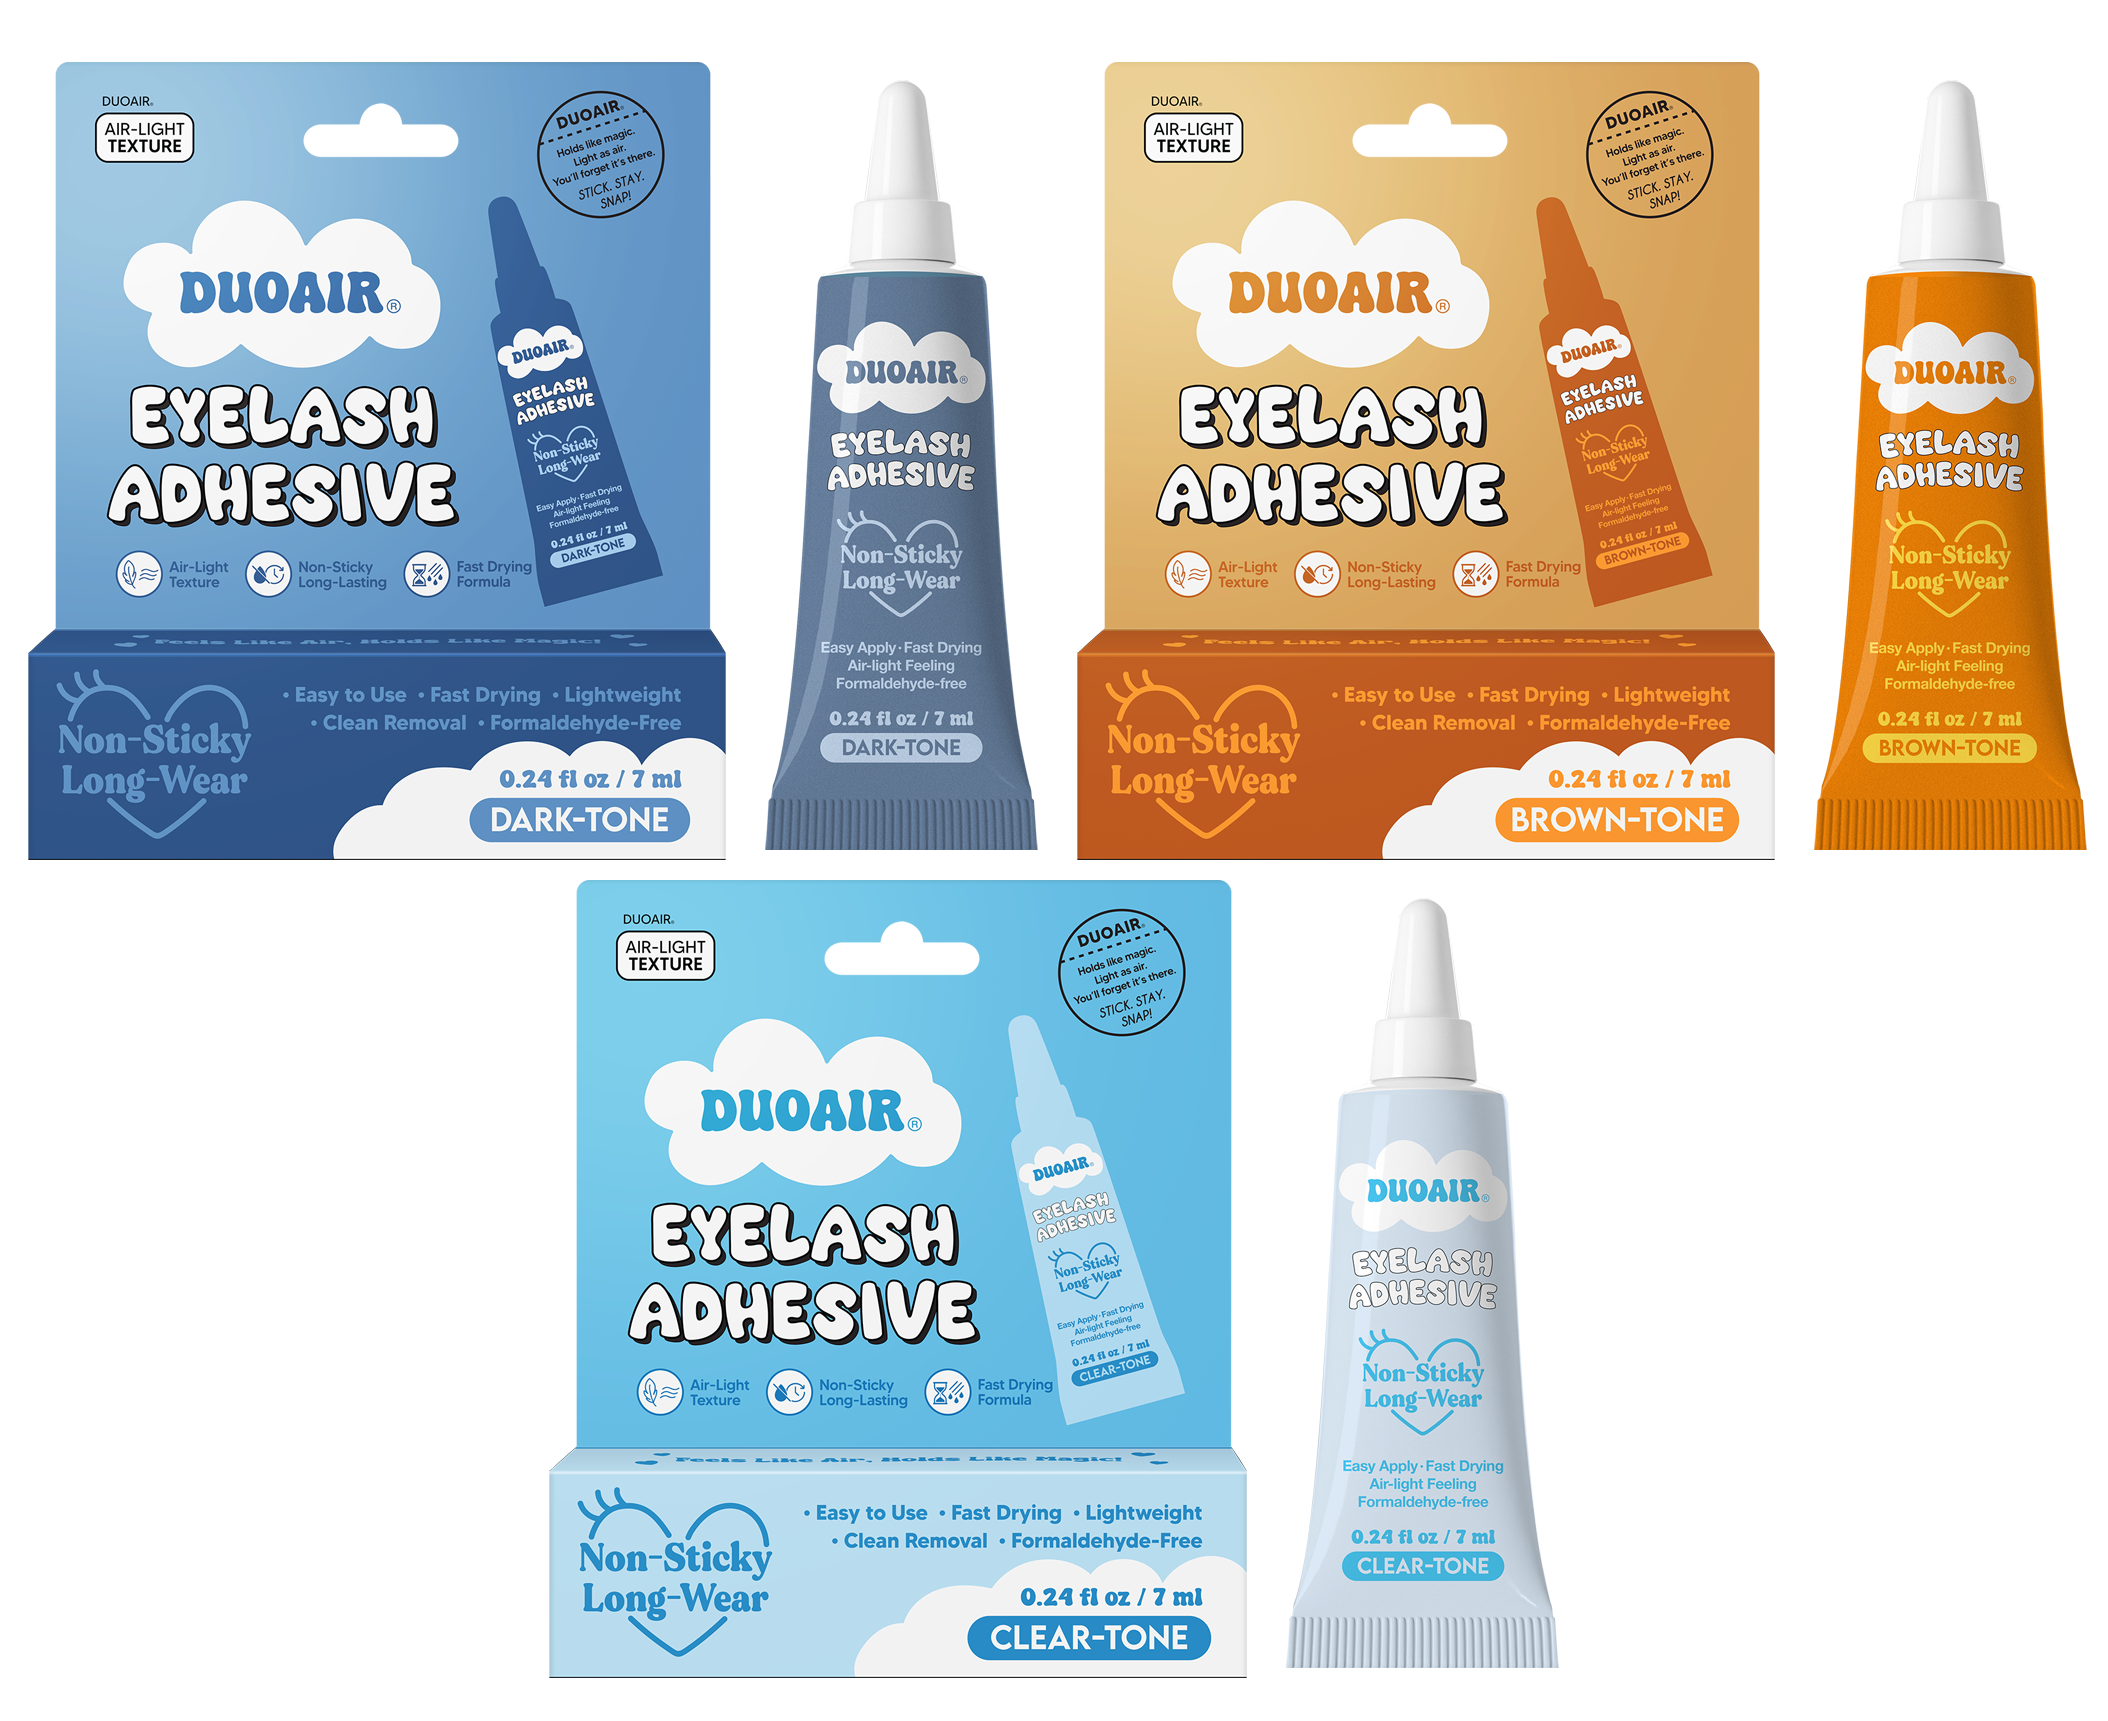 DUOAIR®
AIR-LIGHT
TEXTURE
DUOAIR®
Holds like magic.
Light as air.
You'll forget it's there.
STICK. STAY.
SNAP!
DUOAIR®
EYELASH
ADHESIVE
DUOAIR®
EYELASH
ADHESIVE
Non-Sticky
Long-Wear
Easy Apply·Fast Drying
Air-light Feeling
Formaldehyde-free
0.24 fl oz / 7 ml
DARK-TONE
Air-Light
Texture
Non-Sticky
Long-Lasting
Fast Drying
Formula
Feels Like Air, Holds Like Magic!
Non-Sticky
Long-Wear
• Easy to Use • Fast Drying • Lightweight
• Clean Removal • Formaldehyde-Free
0.24 fl oz / 7 ml
DARK-TONE
DUOAIR®
EYELASH
ADHESIVE
Non-Sticky
Long-Wear
Easy Apply·Fast Drying
Air-light Feeling
Formaldehyde-free
0.24 fl oz / 7 ml
DARK-TONE
DUOAIR®
AIR-LIGHT
TEXTURE
DUOAIR®
Holds like magic.
Light as air.
You'll forget it's there.
STICK. STAY.
SNAP!
DUOAIR®
EYELASH
ADHESIVE
DUOAIR®
EYELASH
ADHESIVE
Non-Sticky
Long-Wear
Easy Apply·Fast Drying
Air-light Feeling
Formaldehyde-free
0.24 fl oz / 7 ml
BROWN-TONE
Air-Light
Texture
Non-Sticky
Long-Lasting
Fast Drying
Formula
Feels Like Air, Holds Like Magic!
Non-Sticky
Long-Wear
• Easy to Use • Fast Drying • Lightweight
• Clean Removal • Formaldehyde-Free
0.24 fl oz / 7 ml
BROWN-TONE
DUOAIR®
EYELASH
ADHESIVE
Non-Sticky
Long-Wear
Easy Apply·Fast Drying
Air-light Feeling
Formaldehyde-free
0.24 fl oz / 7 ml
BROWN-TONE
DUOAIR®
AIR-LIGHT
TEXTURE
DUOAIR®
Holds like magic.
Light as air.
You'll forget it's there.
STICK. STAY.
SNAP!
DUOAIR®
EYELASH
ADHESIVE
DUOAIR®
EYELASH
ADHESIVE
Non-Sticky
Long-Wear
Easy Apply·Fast Drying
Air-light Feeling
Formaldehyde-free
0.24 fl oz / 7 ml
CLEAR-TONE
Air-Light
Texture
Non-Sticky
Long-Lasting
Fast Drying
Formula
Feels Like Air, Holds Like Magic!
Non-Sticky
Long-Wear
• Easy to Use • Fast Drying • Lightweight
• Clean Removal • Formaldehyde-Free
0.24 fl oz / 7 ml
CLEAR-TONE
DUOAIR®
EYELASH
ADHESIVE
Non-Sticky
Long-Wear
Easy Apply·Fast Drying
Air-light Feeling
Formaldehyde-free
0.24 fl oz / 7 ml
CLEAR-TONE